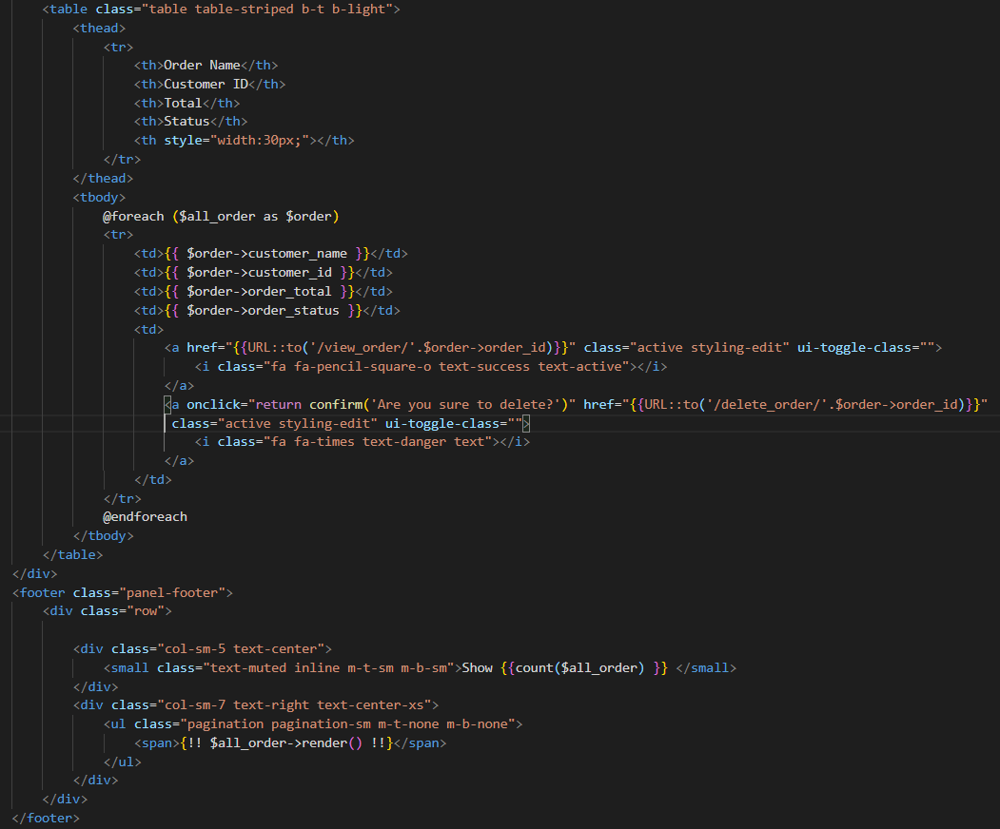 <table class="table table-striped b-t b-light">
<thead>
<tr>
<th>Order Name</th>
<th>Customer ID</th>
<th>Total</th>
<th>Status</th>
<th style="width:30px;"></th>
</tr>
</thead>
<tbody>
@foreach ($all_order as $order)
<tr>
<td>{{ $order->customer_name }}</td>
<td>{{ $order->customer_id }}</td>
<td>{{ $order->order_total }}</td>
<td>{{ $order->order_status }}</td>
<td>
<a href="{{URL::to('/view_order/'.$order->order_id)}}" class="active styling-edit" ui-toggle-class="">
<i class="fa fa-pencil-square-o text-success text-active"></i>
</a>
<a onclick="return confirm('Are you sure to delete?')" href="{{URL::to('/delete_order/'.$order->order_id)}}"
class="active styling-edit" ui-toggle-class="">
<i class="fa fa-times text-danger text"></i>
</a>
</td>
</tr>
@endforeach
</tbody>
</table>
</div>
<footer class="panel-footer">
<div class="row">
<div class="col-sm-5 text-center">
<small class="text-muted inline m-t-sm m-b-sm">Show {{count($all_order) }} </small>
</div>
<div class="col-sm-7 text-right text-center-xs">
<ul class="pagination pagination-sm m-t-none m-b-none">
<span>{!! $all_order->render() !!}</span>
</ul>
</div>
</div>
</footer>